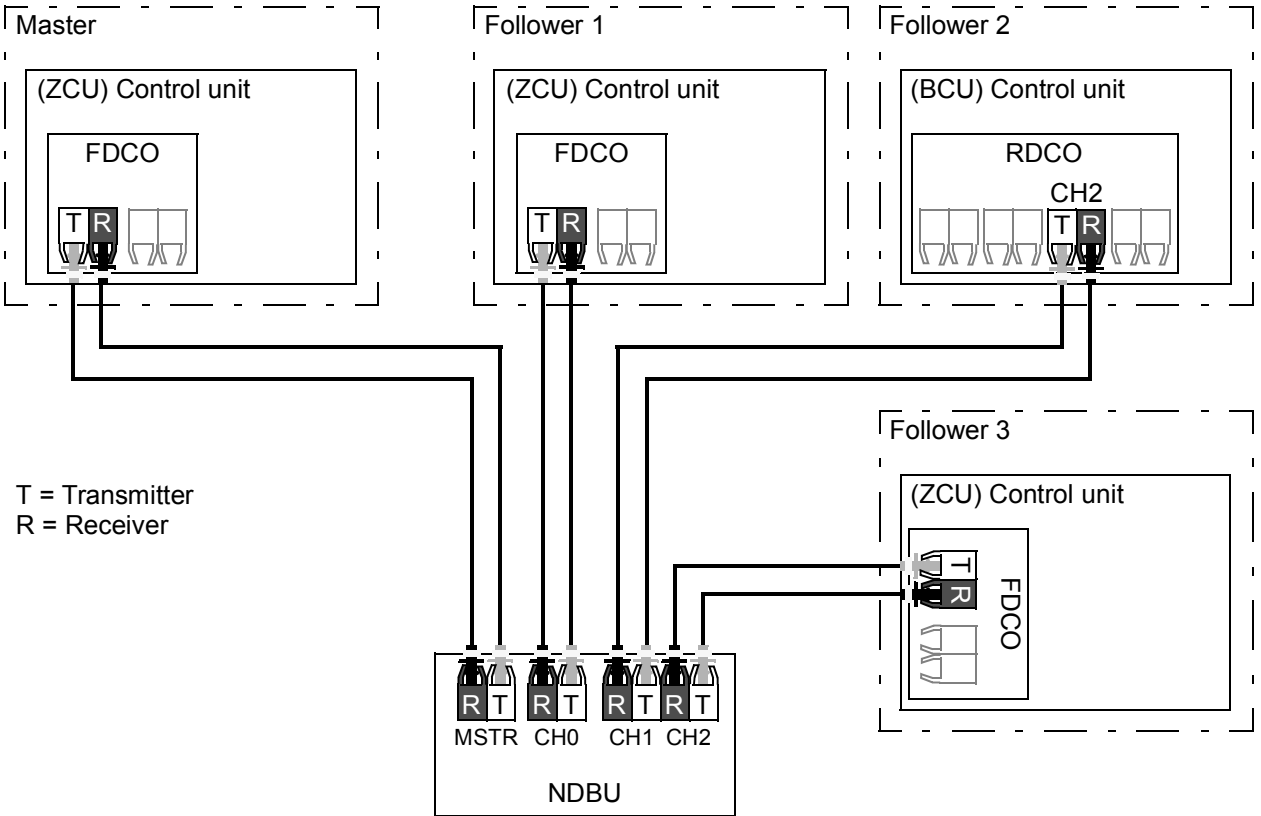 Master
(ZCU) Control unit
FDCO
T R
Follower 1
(ZCU) Control unit
FDCO
T R
Follower 2
(BCU) Control unit
RDCO
CH2
T R
T = Transmitter
R = Receiver
Follower 3
(ZCU) Control unit
T
R
FDCO
R T R T R T R T
MSTR CH0 CH1 CH2
NDBU